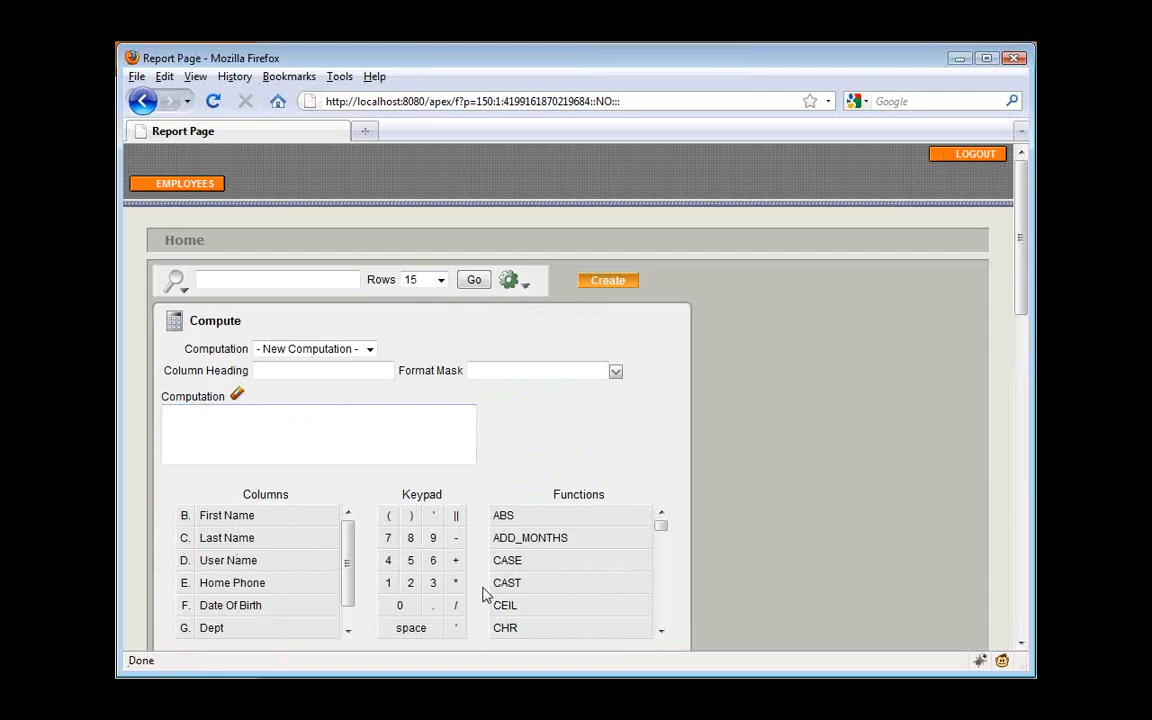 Report Page - Mozilla Firefox
File Edit View History Bookmarks Tools Help
http://localhost:8080/apex/f?p=150:1:4199161870219684::NO:::
Google
Report Page
LOGOUT
EMPLOYEES
Home
Rows 15 Go Create
Compute
Computation - New Computation -
Column Heading Format Mask
Computation
Columns Keypad Functions
B. First Name ( ) ' || ABS
C. Last Name 7 8 9 - ADD_MONTHS
D. User Name 4 5 6 + CASE
E. Home Phone 1 2 3 * CAST
F. Date Of Birth 0 . / CEIL
G. Dept space ' CHR
Done